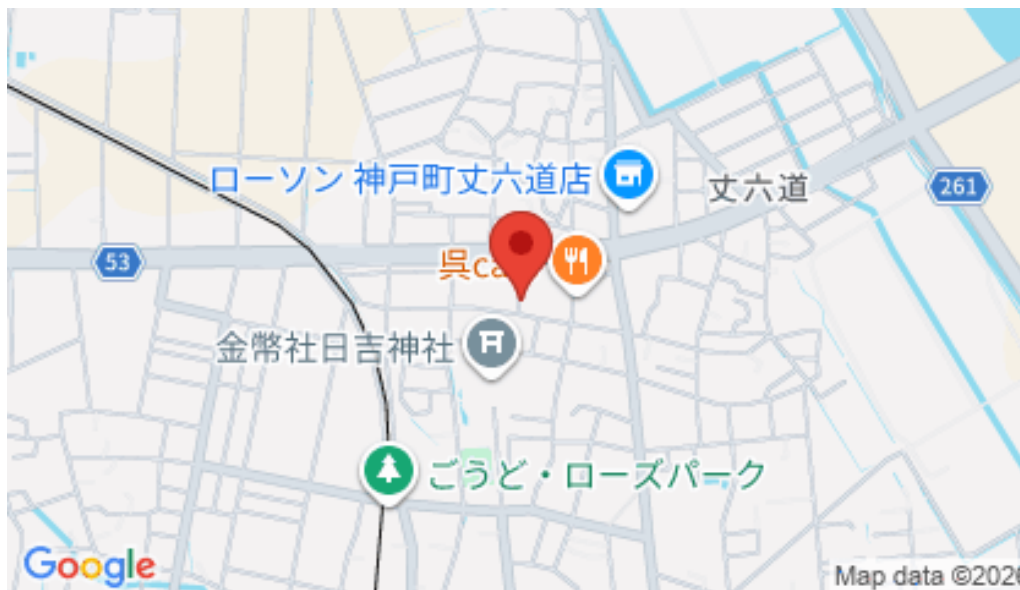 ローソン 神戸町丈六道店
丈六道
261
53
呉ca
金幣社日吉神社
ごうど・ローズパーク
Google
Map data ©2026